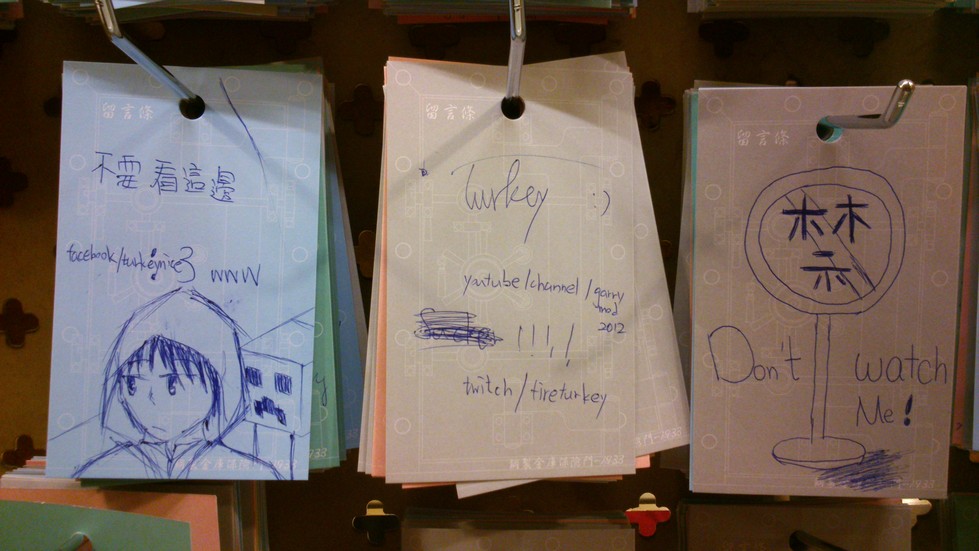 留言條
不要看這邊
facebook/turkeynice3 www
留言條
turkey :)
youtube/channel/garry
mod
2012
!!!!!
twitch/fireturkey
留言條
禁
Don't watch
Me!